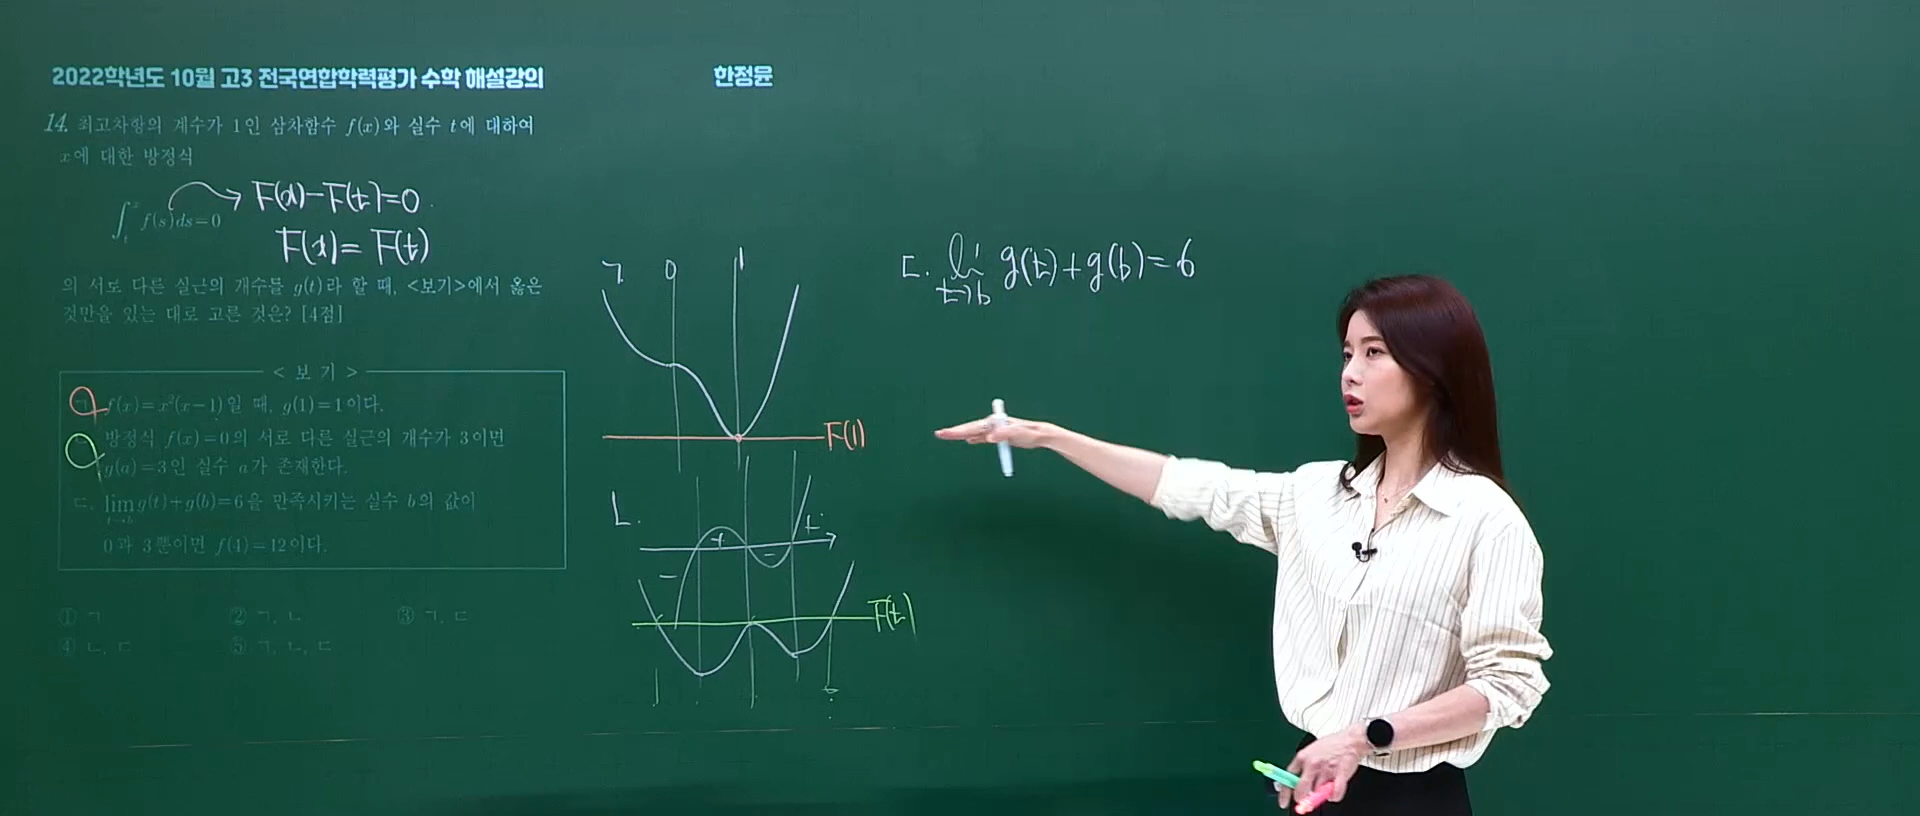 2022학년도 10월 고3 전국연합학력평가 수학 해설강의
한정윤
14. 최고차항의 계수가 1인 삼차함수 f(x)와 실수 t에 대하여
x에 대한 방정식
∫ₜˣ f(s)ds=0
F(x)-F(t)=0
F(x)=F(t)
의 서로 다른 실근의 개수를 g(t)라 할 때, <보기>에서 옳은
것만을 있는 대로 고른 것은? [4점]
< 보 기 >
ㄱ. f(x)=x²(x-1)일 때, g(1)=1이다.
ㄴ. 방정식 f(x)=0의 서로 다른 실근의 개수가 3이면
g(a)=3인 실수 a가 존재한다.
ㄷ. lim g(t)+g(b)=6을 만족시키는 실수 b의 값이
t→b
0과 3뿐이면 f(4)=12이다.
① ㄱ ② ㄱ, ㄴ ③ ㄱ, ㄷ
④ ㄴ, ㄷ ⑤ ㄱ, ㄴ, ㄷ
ㄱ. 0 1
F(1)
ㄴ.
- + - +
F(t)
ㄷ. lim g(t)+g(b)=6
t→b